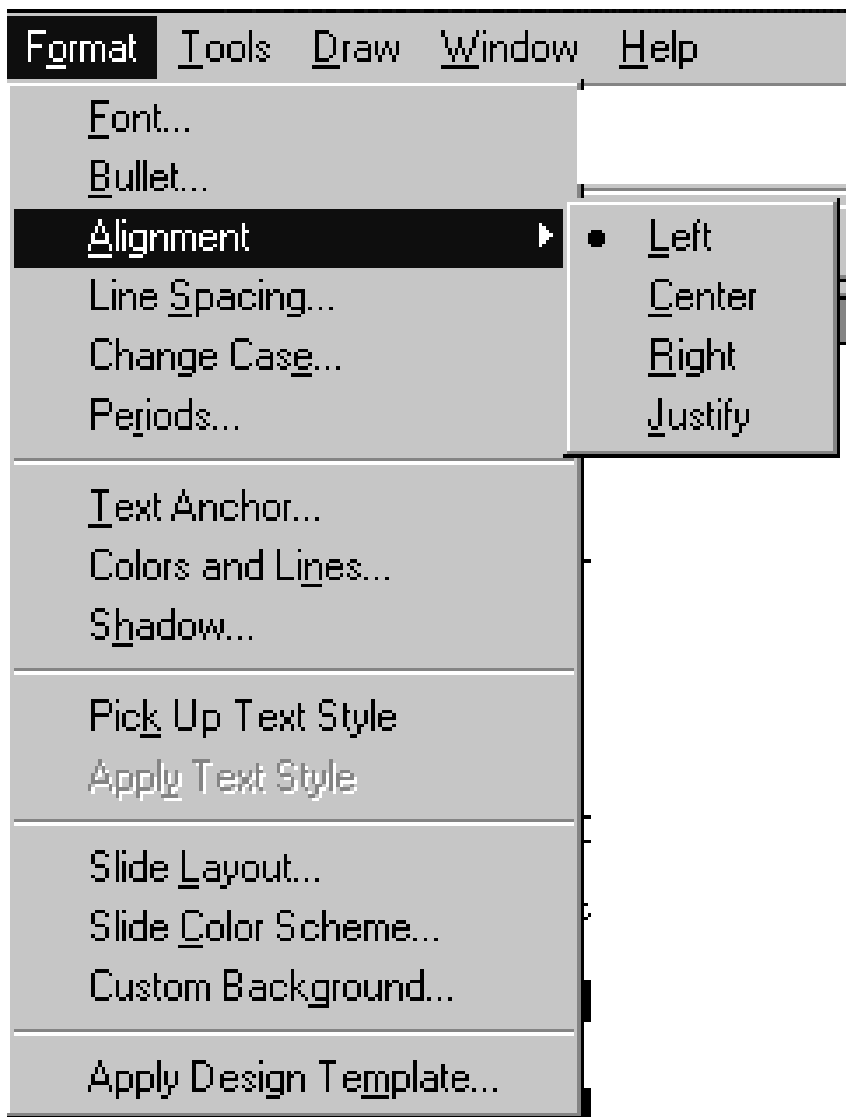 Format Tools Draw Window Help
Font...
Bullet...
Alignment
Line Spacing...
Change Case...
Periods...
Text Anchor...
Colors and Lines...
Shadow...
Pick Up Text Style
Apply Text Style
Slide Layout...
Slide Color Scheme...
Custom Background...
Apply Design Template...
Left
Center
Right
Justify